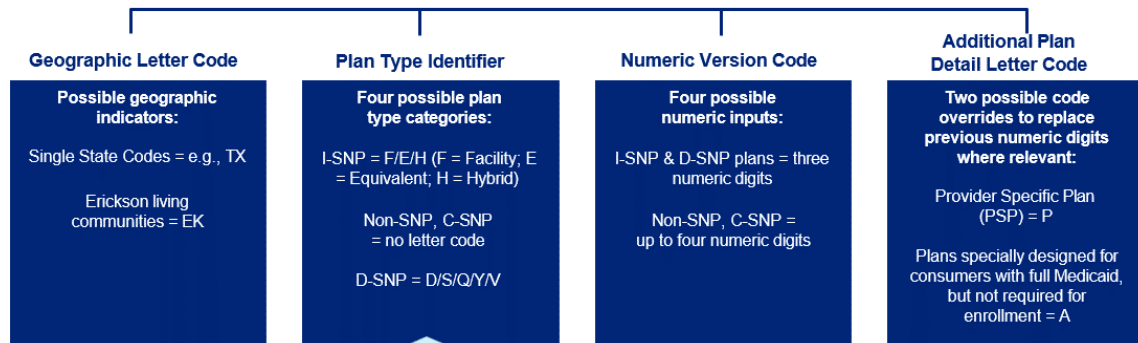 Geographic Letter Code
Possible geographic
indicators:
Single State Codes = e.g., TX
Erickson living
communities = EK
Plan Type Identifier
Four possible plan
type categories:
I-SNP = F/E/H (F = Facility; E
= Equivalent; H = Hybrid)
Non-SNP, C-SNP
= no letter code
D-SNP = D/S/Q/Y/V
Numeric Version Code
Four possible
numeric inputs:
I-SNP & D-SNP plans = three
numeric digits
Non-SNP, C-SNP =
up to four numeric digits
Additional Plan
Detail Letter Code
Two possible code
overrides to replace
previous numeric digits
where relevant:
Provider Specific Plan
(PSP) = P
Plans specially designed for
consumers with full Medicaid,
but not required for
enrollment = A